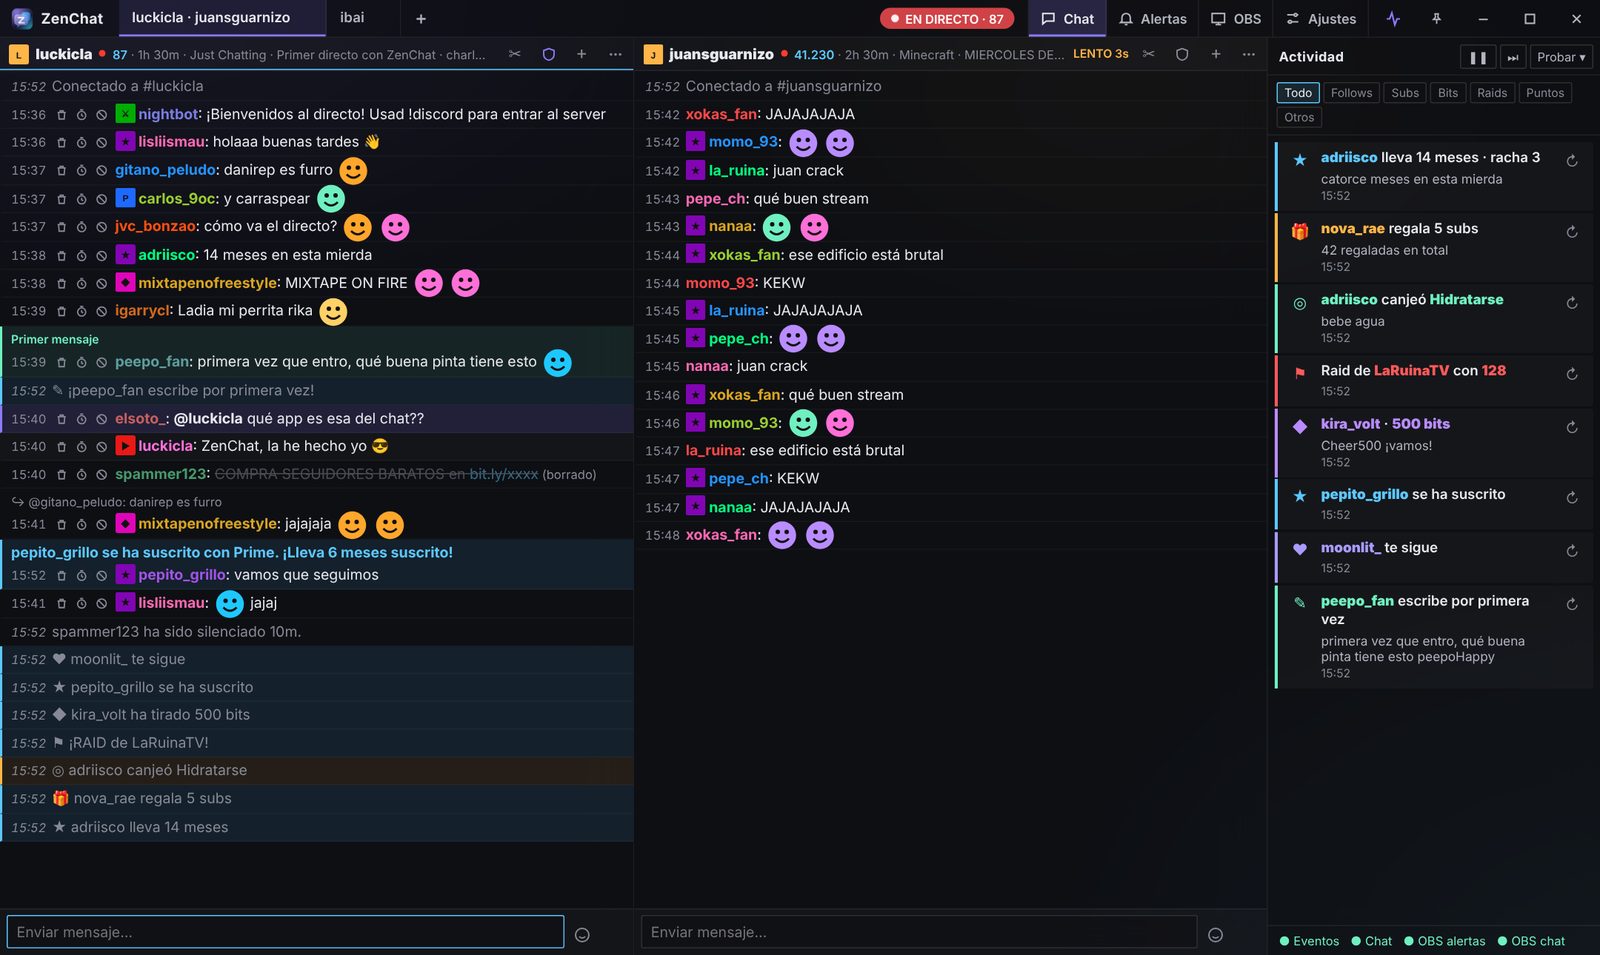 ZenChat
luckicla · juansguarnizo
ibai
EN DIRECTO · 87
Chat
Alertas
OBS
Ajustes
L
luckicla
87 · 1h 30m · Just Chatting · Primer directo con ZenChat · charl...
15:52 Conectado a #luckicla
15:36 nightbot: ¡Bienvenidos al directo! Usad !discord para entrar al server
15:36 lisliismau: holaaa buenas tardes 👋
15:37 gitano_peludo: danirep es furro
15:37 P carlos_9oc: y carraspear
15:37 jvc_bonzao: cómo va el directo?
15:38 adriisco: 14 meses en esta mierda
15:38 mixtapenofreestyle: MIXTAPE ON FIRE
15:39 igarrycl: Ladia mi perrita rika
Primer mensaje
15:39 peepo_fan: primera vez que entro, qué buena pinta tiene esto
15:52 ✎ ¡peepo_fan escribe por primera vez!
15:40 elsoto_: @luckicla qué app es esa del chat??
15:40 luckicla: ZenChat, la he hecho yo 😎
15:40 spammer123: COMPRA SEGUIDORES BARATOS en bit.ly/xxxx (borrado)
↪ @gitano_peludo: danirep es furro
15:41 mixtapenofreestyle: jajajaja
pepito_grillo se ha suscrito con Prime. ¡Lleva 6 meses suscrito!
15:52 pepito_grillo: vamos que seguimos
15:41 lisliismau: jajaj
15:52 spammer123 ha sido silenciado 10m.
15:52 ♥ moonlit_ te sigue
15:52 ★ pepito_grillo se ha suscrito
15:52 ◆ kira_volt ha tirado 500 bits
15:52 ⚑ ¡RAID de LaRuinaTV!
15:52 ◎ adriisco canjeó Hidratarse
15:52 🎁 nova_rae regala 5 subs
15:52 ★ adriisco lleva 14 meses
Enviar mensaje...
J
juansguarnizo
41.230 · 2h 30m · Minecraft · MIERCOLES DE...
LENTO 3s
15:52 Conectado a #juansguarnizo
15:42 xokas_fan: JAJAJAJAJA
15:42 momo_93:
15:42 la_ruina: juan crack
15:43 pepe_ch: qué buen stream
15:43 nanaa:
15:44 xokas_fan: ese edificio está brutal
15:44 momo_93: KEKW
15:45 la_ruina: JAJAJAJAJA
15:45 pepe_ch:
15:45 nanaa: juan crack
15:46 xokas_fan: qué buen stream
15:46 momo_93:
15:47 la_ruina: ese edificio está brutal
15:47 pepe_ch: KEKW
15:47 nanaa: JAJAJAJAJA
15:48 xokas_fan:
Enviar mensaje...
Actividad
Probar ▾
Todo
Follows
Subs
Bits
Raids
Puntos
Otros
adriisco lleva 14 meses · racha 3
catorce meses en esta mierda
15:52
nova_rae regala 5 subs
42 regaladas en total
15:52
adriisco canjeó Hidratarse
bebe agua
15:52
Raid de LaRuinaTV con 128
15:52
kira_volt · 500 bits
Cheer500 ¡vamos!
15:52
pepito_grillo se ha suscrito
15:52
moonlit_ te sigue
15:52
peepo_fan escribe por primera
vez
primera vez que entro, qué buena
pinta tiene esto peepoHappy
15:52
Eventos
Chat
OBS alertas
OBS chat